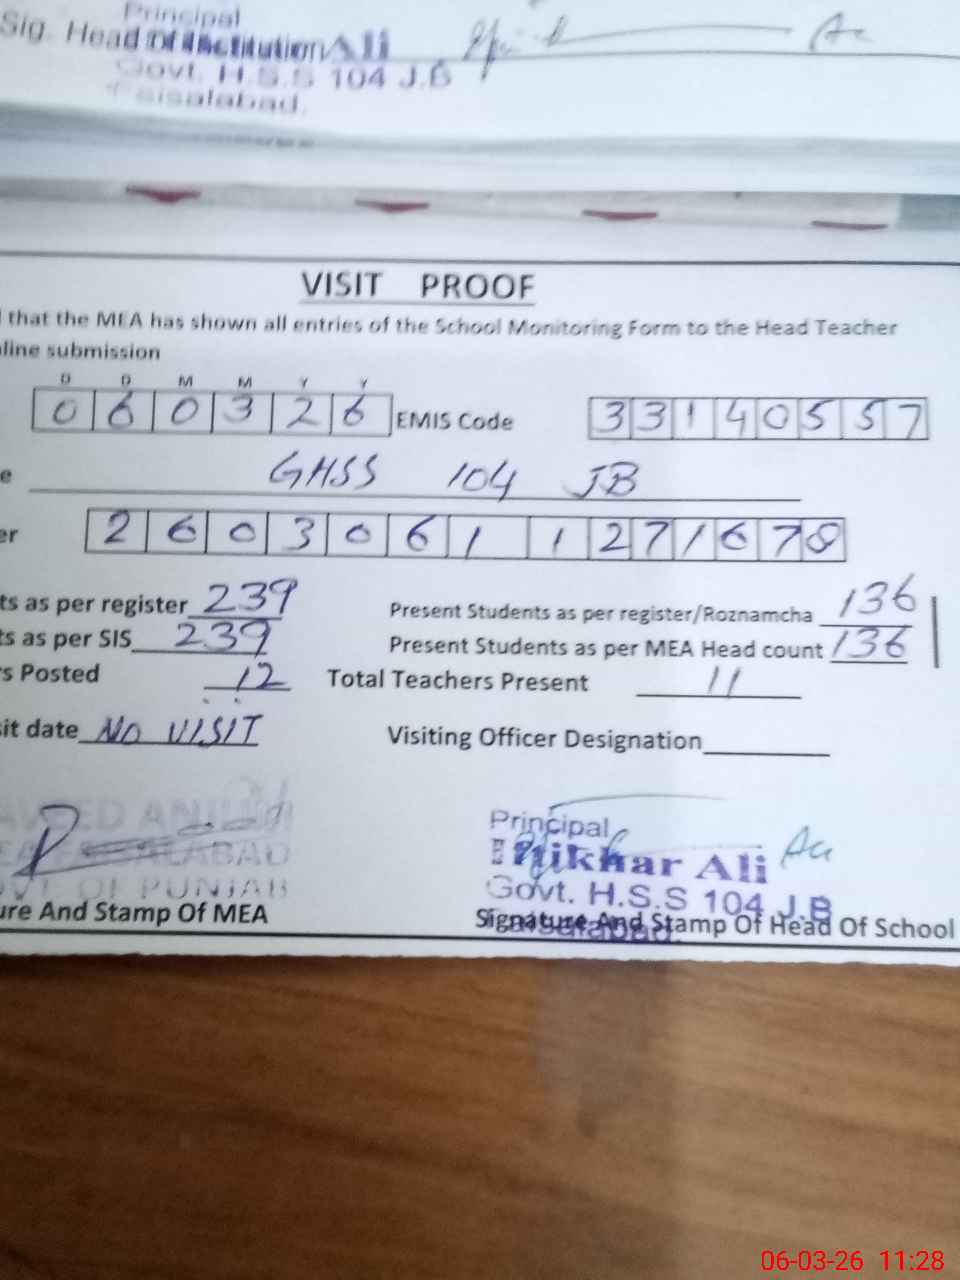 Principal
Sig. Head Of Institution Ali
Govt. H.S.S 104 J.B
Faisalabad.
VISIT PROOF
that the MEA has shown all entries of the School Monitoring Form to the Head Teacher
line submission
D D M M Y Y
0 6 0 3 2 6 EMIS Code 3 3 1 4 0 5 5 7
e GHSS 104 JB
er 2 6 0 3 0 6 1 1 2 7 1 6 7 8
ts as per register 239 Present Students as per register/Roznamcha 136
ts as per SIS 239 Present Students as per MEA Head count 136
s Posted 12 Total Teachers Present 11
sit date NO VISIT Visiting Officer Designation
Principal
Iftikhar Ali
LABAD
Govt. H.S.S 104 J.B
OF PUNJAB
ure And Stamp Of MEA Signature And Stamp Of Head Of School
06-03-26 11:28